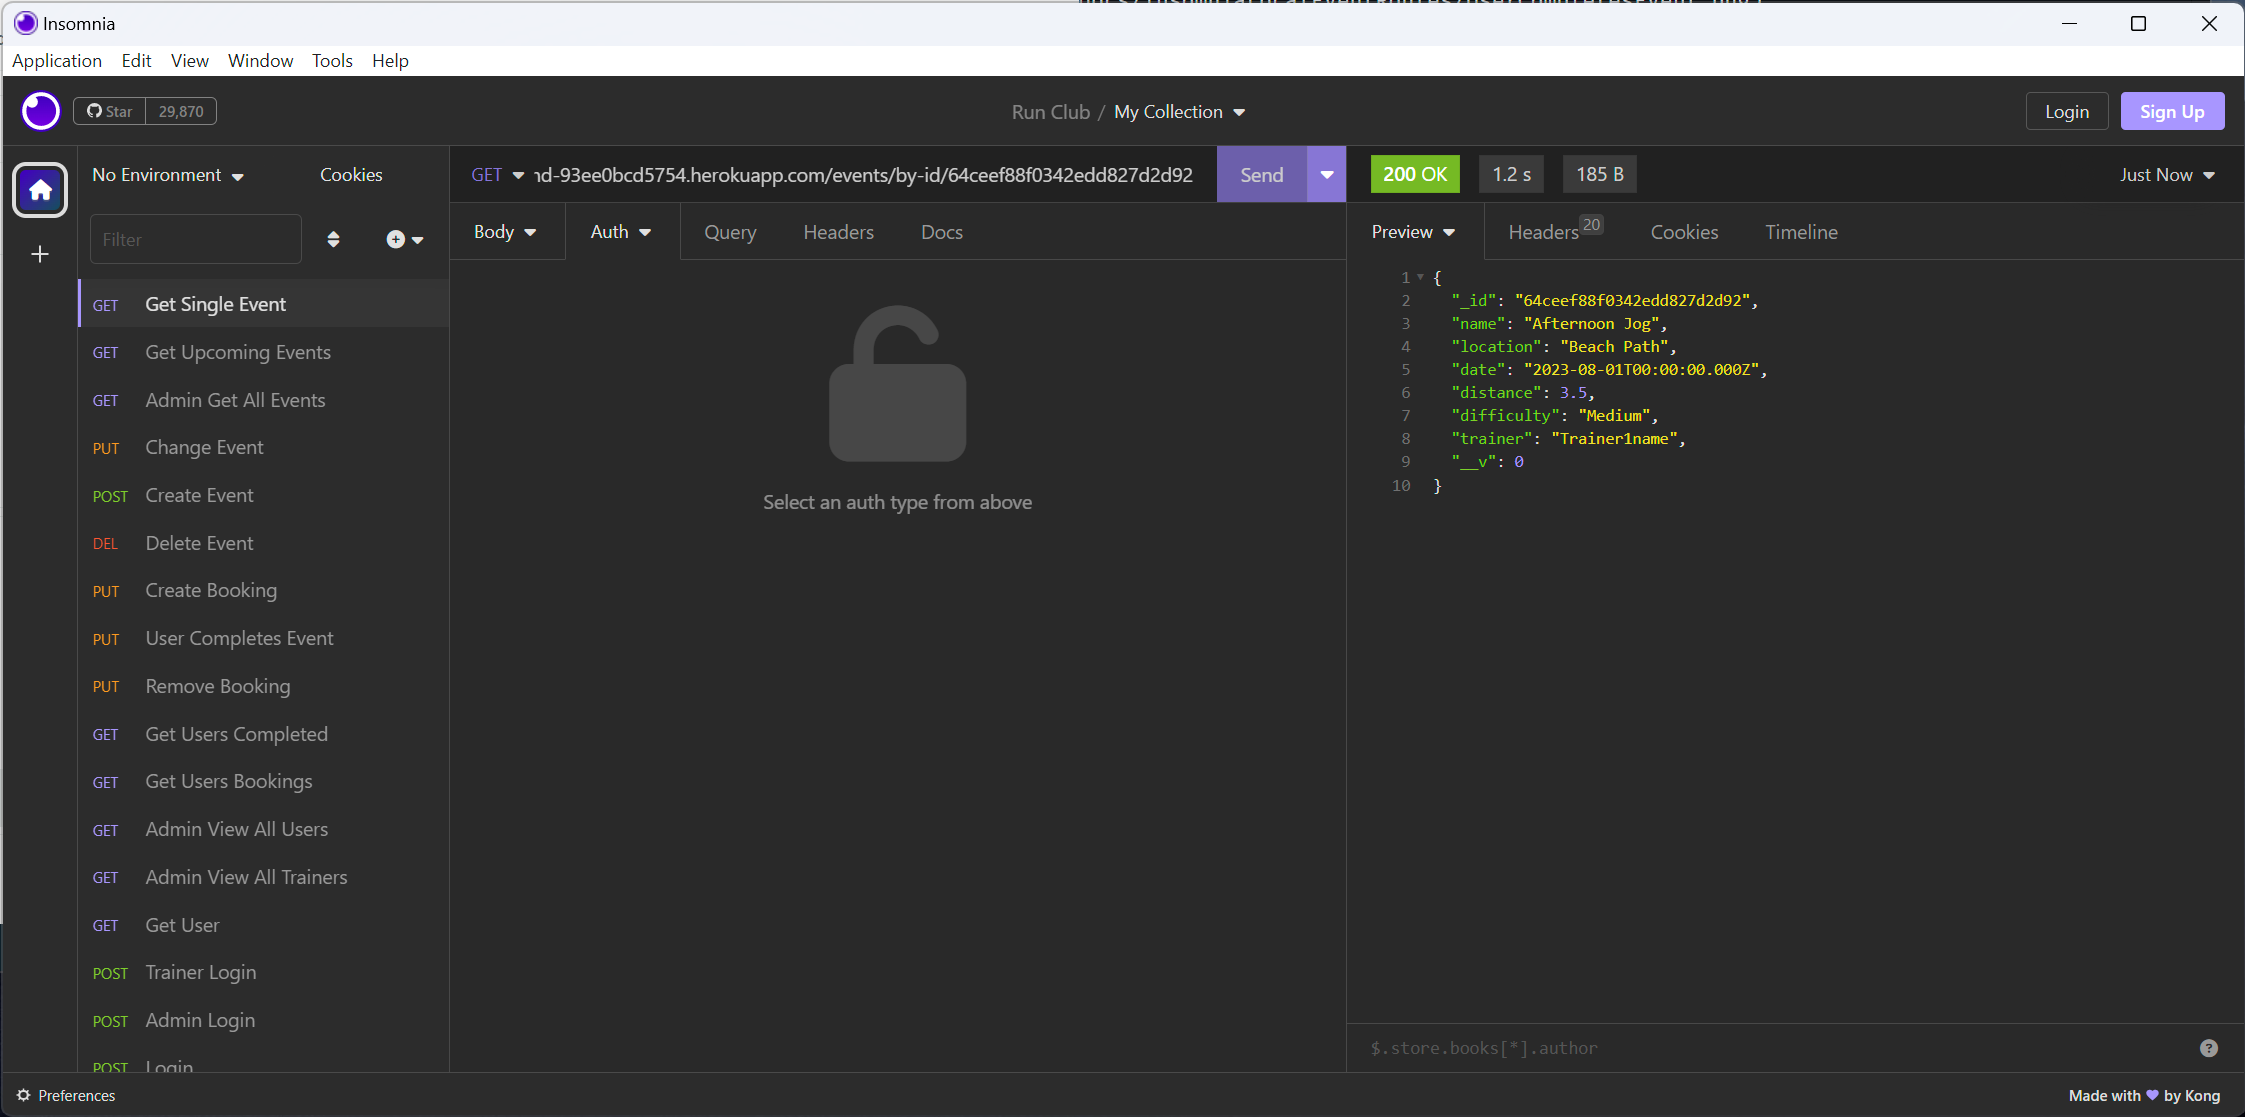 Insomnia
Application Edit View Window Tools Help
Star 29,870
Run Club / My Collection
Login Sign Up
No Environment Cookies
GET nd-93ee0bcd5754.herokuapp.com/events/by-id/64ceef88f0342edd827d2d92 Send
200 OK 1.2 s 185 B Just Now
Filter
Body Auth Query Headers Docs
Preview Headers 20 Cookies Timeline
GET Get Single Event
GET Get Upcoming Events
GET Admin Get All Events
PUT Change Event
POST Create Event
DEL Delete Event
PUT Create Booking
PUT User Completes Event
PUT Remove Booking
GET Get Users Completed
GET Get Users Bookings
GET Admin View All Users
GET Admin View All Trainers
GET Get User
POST Trainer Login
POST Admin Login
POST Login
Select an auth type from above
1 {
2 "_id": "64ceef88f0342edd827d2d92",
3 "name": "Afternoon Jog",
4 "location": "Beach Path",
5 "date": "2023-08-01T00:00:00.000Z",
6 "distance": 3.5,
7 "difficulty": "Medium",
8 "trainer": "Trainer1name",
9 "__v": 0
10 }
$.store.books[*].author
Preferences
Made with by Kong